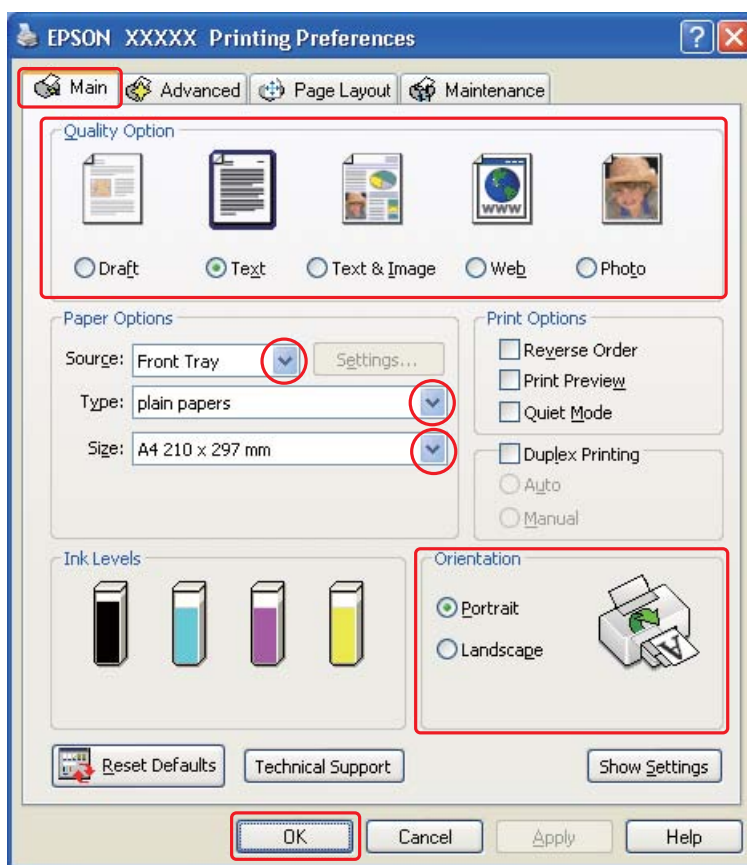 EPSON XXXXX Printing Preferences
Main Advanced Page Layout Maintenance
Quality Option
WWW
Draft Text Text & Image Web Photo
Paper Options
Source: Front Tray Settings...
Type: plain papers
Size: A4 210 x 297 mm
Print Options
Reverse Order
Print Preview
Quiet Mode
Duplex Printing
Auto
Manual
Ink Levels
Orientation
Portrait
Landscape
A
Reset Defaults Technical Support Show Settings
OK Cancel Apply Help